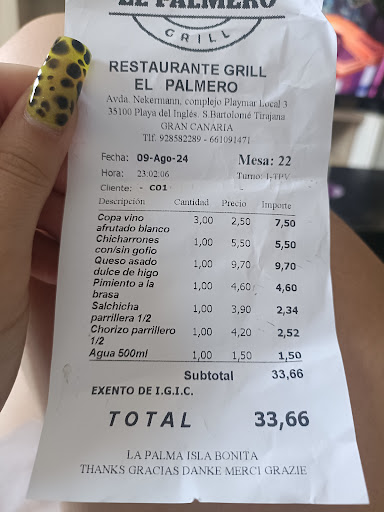 EL PALMERO
GRILL
RESTAURANTE GRILL
EL PALMERO
Avda. Nekermann, complejo Playmar Local 3
35100 Playa del Inglés. S.Bartolomé Tirajana
GRAN CANARIA
Tlf. 928582289 - 661091471
Fecha: 09-Ago-24 Mesa: 22
Hora: 23:02:06 Turno: 1-TPV
Cliente: - C01
Descripción Cantidad Precio Importe
Copa vino
afrutado blanco 3,00 2,50 7,50
Chicharrones
con/sin gofio 1,00 5,50 5,50
Queso asado
dulce de higo 1,00 9,70 9,70
Pimiento a la
brasa 1,00 4,60 4,60
Salchicha
parrillera 1/2 1,00 3,90 2,34
Chorizo parrillero
1/2 1,00 4,20 2,52
Agua 500ml 1,00 1,50 1,50
Subtotal 33,66
EXENTO DE I.G.I.C.
TOTAL 33,66
LA PALMA ISLA BONITA
THANKS GRACIAS DANKE MERCI GRAZIE